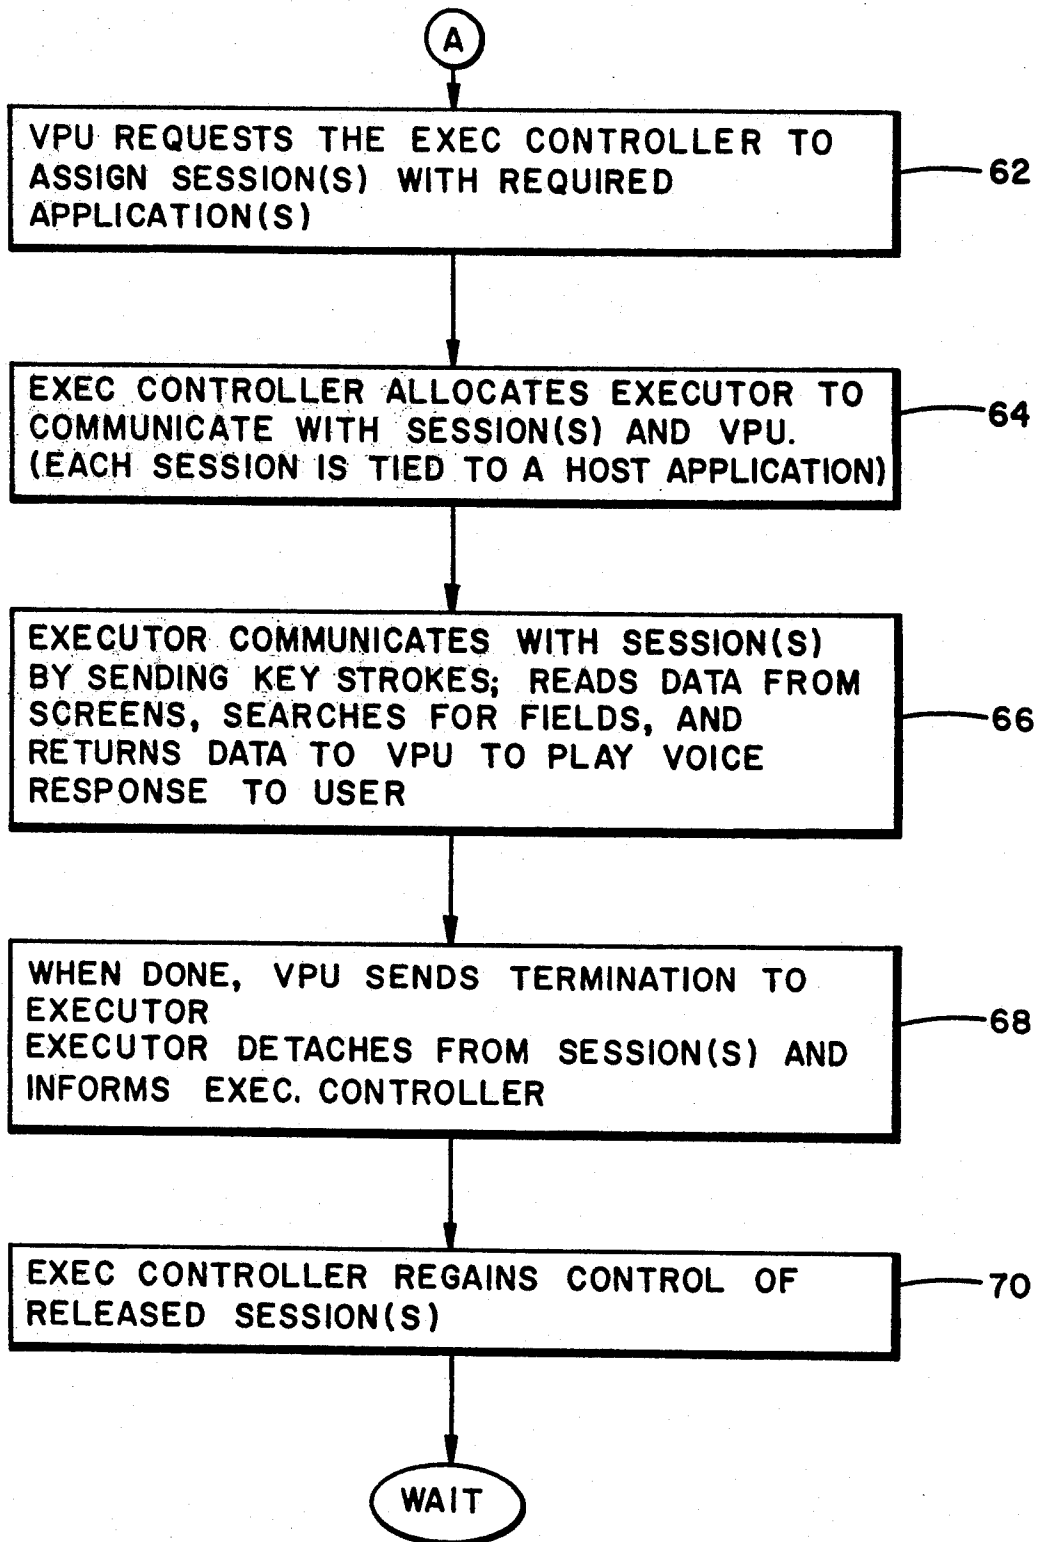 A
VPU REQUESTS THE EXEC CONTROLLER TO
ASSIGN SESSION(S) WITH REQUIRED
APPLICATION(S)
62
EXEC CONTROLLER ALLOCATES EXECUTOR TO
COMMUNICATE WITH SESSION(S) AND VPU.
(EACH SESSION IS TIED TO A HOST APPLICATION)
64
EXECUTOR COMMUNICATES WITH SESSION(S)
BY SENDING KEY STROKES; READS DATA FROM
SCREENS, SEARCHES FOR FIELDS, AND
RETURNS DATA TO VPU TO PLAY VOICE
RESPONSE TO USER
66
WHEN DONE, VPU SENDS TERMINATION TO
EXECUTOR
EXECUTOR DETACHES FROM SESSION(S) AND
INFORMS EXEC. CONTROLLER
68
EXEC CONTROLLER REGAINS CONTROL OF
RELEASED SESSION(S)
70
WAIT